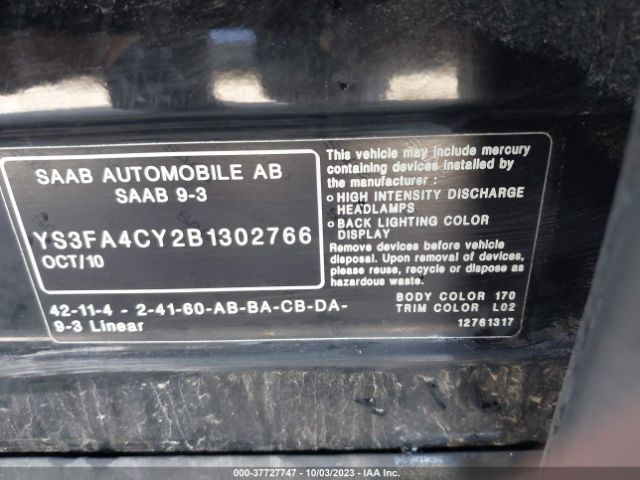 SAAB AUTOMOBILE AB
SAAB 9-3
YS3FA4CY2B1302766
OCT/10
42-11-4 - 2-41-60-AB-BA-CB-DA-
9-3 Linear
This vehicle may include mercury
containing devices installed by
the manufacturer :
o HIGH INTENSITY DISCHARGE
HEADLAMPS
o BACK LIGHTING COLOR
DISPLAY
Remove devices before vehicle
disposal. Upon removal of devices,
please reuse, recycle or dispose as
hazardous waste.
BODY COLOR 170
TRIM COLOR L02
12761317
000-37727747 - 10/03/2023 - IAA Inc.